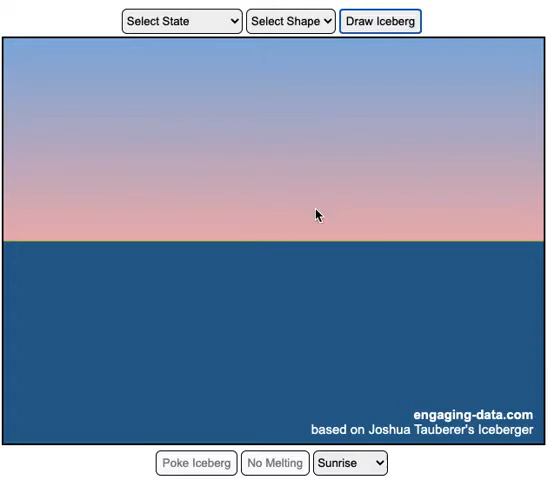 Select State Select Shape Draw Iceberg
engaging-data.com
based on Joshua Tauberer's Iceberger
Poke Iceberg No Melting Sunrise